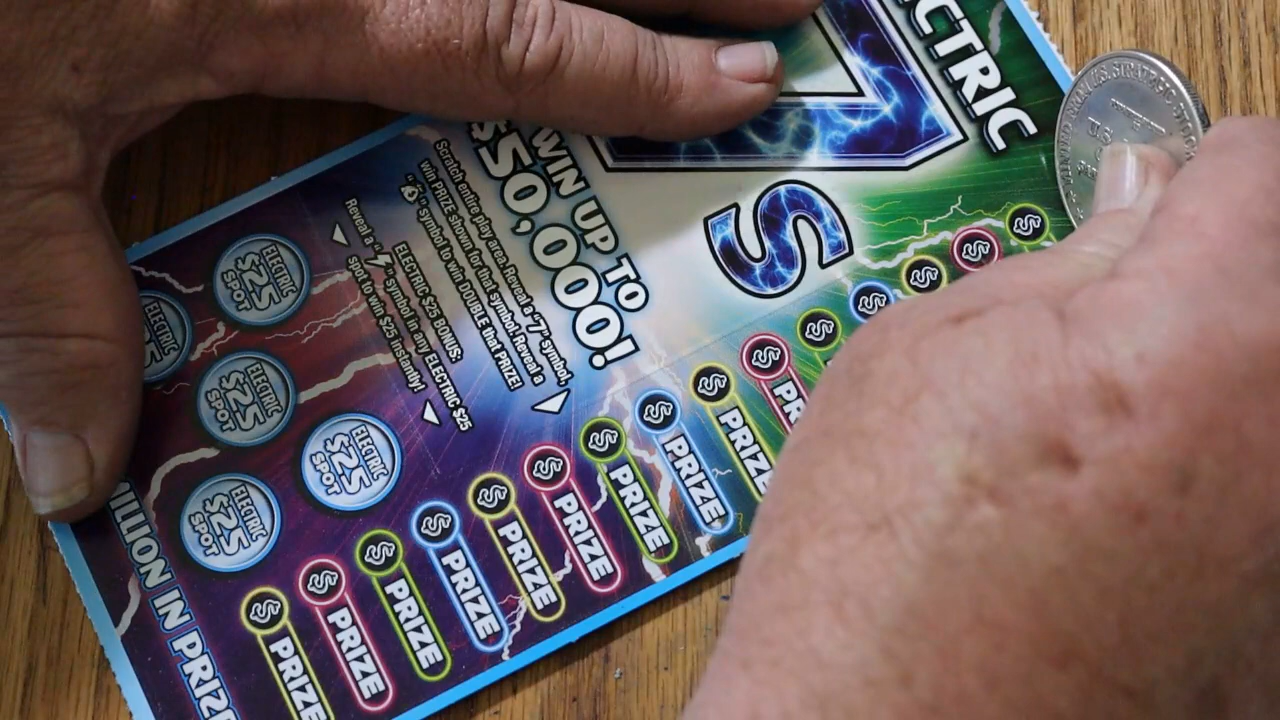 ECTRIC
7
S
WIN UP TO
$50,000!
Scratch entire play area. Reveal a "7" symbol,
win PRIZE shown for that symbol. Reveal a
" " symbol to win DOUBLE that PRIZE!
ELECTRIC $25 BONUS:
Reveal a " " symbol in any ELECTRIC $25
spot to win $25 instantly!
ELECTRIC
$25
SPOT
ELECTRIC
25
ELECTRIC
$25
SPOT
ELECTRIC
$25
SPOT
ELECTRIC
$25
SPOT
$
$
$
$
$
$ PR
$ PRIZE
$ PRIZE
$ PRIZE
$ PRIZE
$ PRIZE
$ PRIZE
$ PRIZE
$ PRIZE
$ PRIZE
ILLION IN PRIZE
U.S. STRATEGIC STOC
U.S.